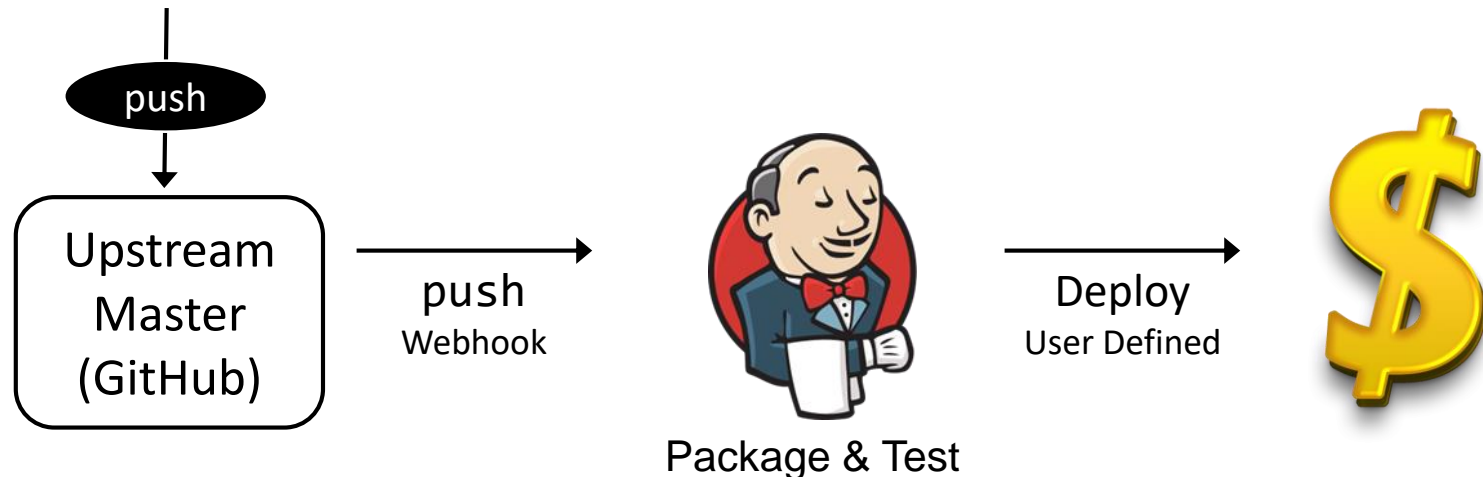 push
Upstream
Master
(GitHub)
push
Webhook
Package & Test
Deploy
User Defined
$